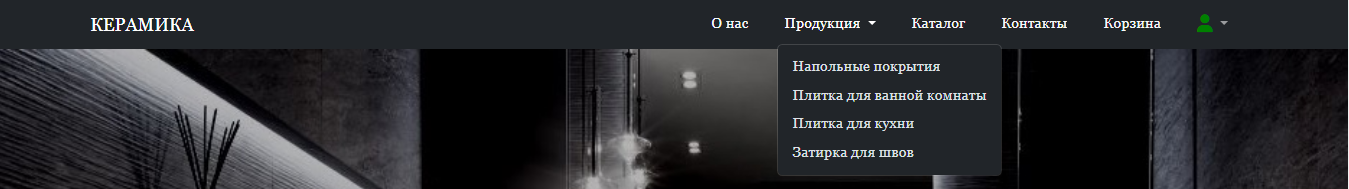 КЕРАМИКА О нас Продукция Каталог Контакты Корзина
Напольные покрытия
Плитка для ванной комнаты
Плитка для кухни
Затирка для швов